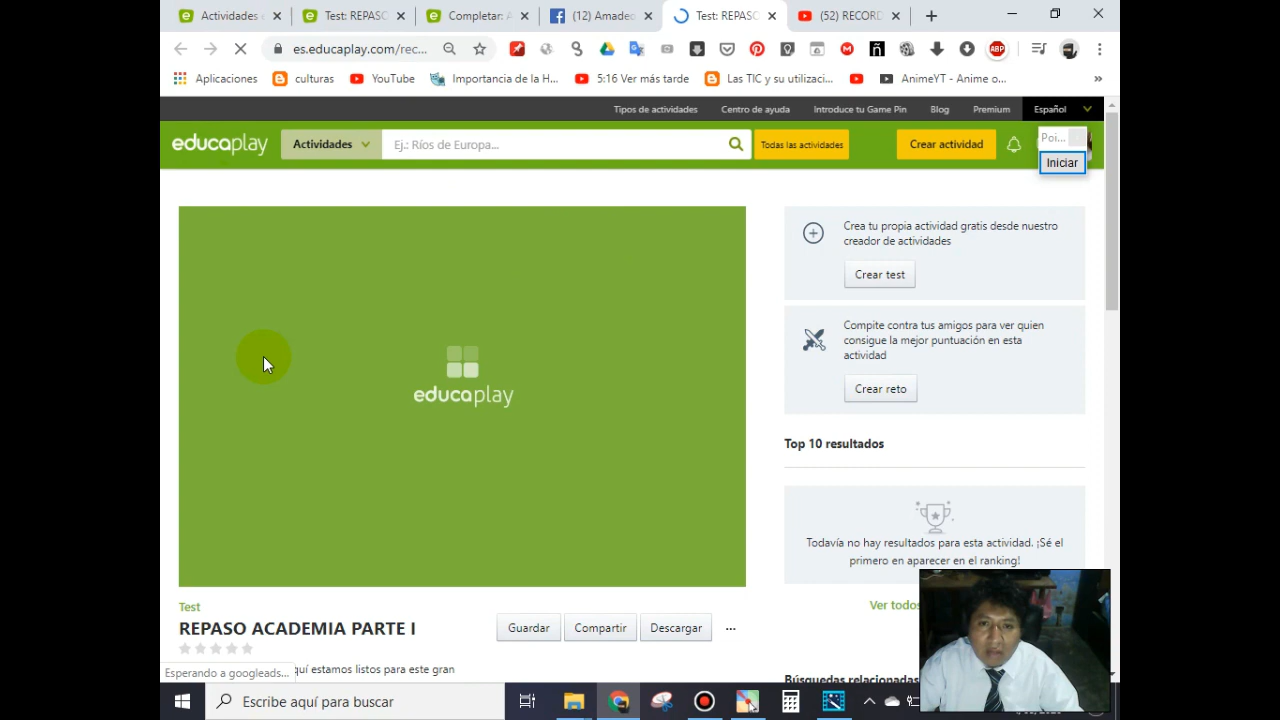 Actividades e
Test: REPASO
Completar: A
(12) Amadeo
Test: REPASO
(52) RECORD
es.educaplay.com/rec...
Aplicaciones
culturas
YouTube
Importancia de la H...
5:16 Ver más tarde
Las TIC y su utilizaci...
AnimeYT - Anime o...
»
Tipos de actividades
Centro de ayuda
Introduce tu Game Pin
Blog
Premium
Español
educaplay
Actividades
Ej.: Ríos de Europa...
Todas las actividades
Crear actividad
Poi...
Iniciar
educaplay
Crea tu propia actividad gratis desde nuestro
creador de actividades
Crear test
Compite contra tus amigos para ver quien
consigue la mejor puntuación en esta
actividad
Crear reto
Top 10 resultados
Todavía no hay resultados para esta actividad. ¡Sé el
primero en aparecer en el ranking!
Ver todos
Test
REPASO ACADEMIA PARTE I
Guardar
Compartir
Descargar
...
Esperando a googleads...
quí estamos listos para este gran
Búsquedas relacionadas
Escribe aquí para buscar